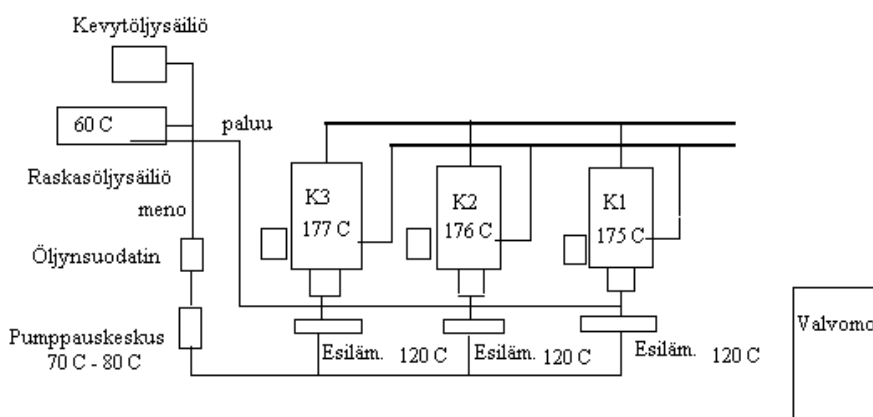 Kevytöljysäiliö
60 C
paluu
Raskasöljysäiliö
meno
K3
177 C
K2
176 C
K1
175 C
Öljynsuodatin
Pumppauskeskus
70 C - 80 C
Esiläm. 120 C
Esiläm. 120 C
Esiläm. 120 C
Valvomo